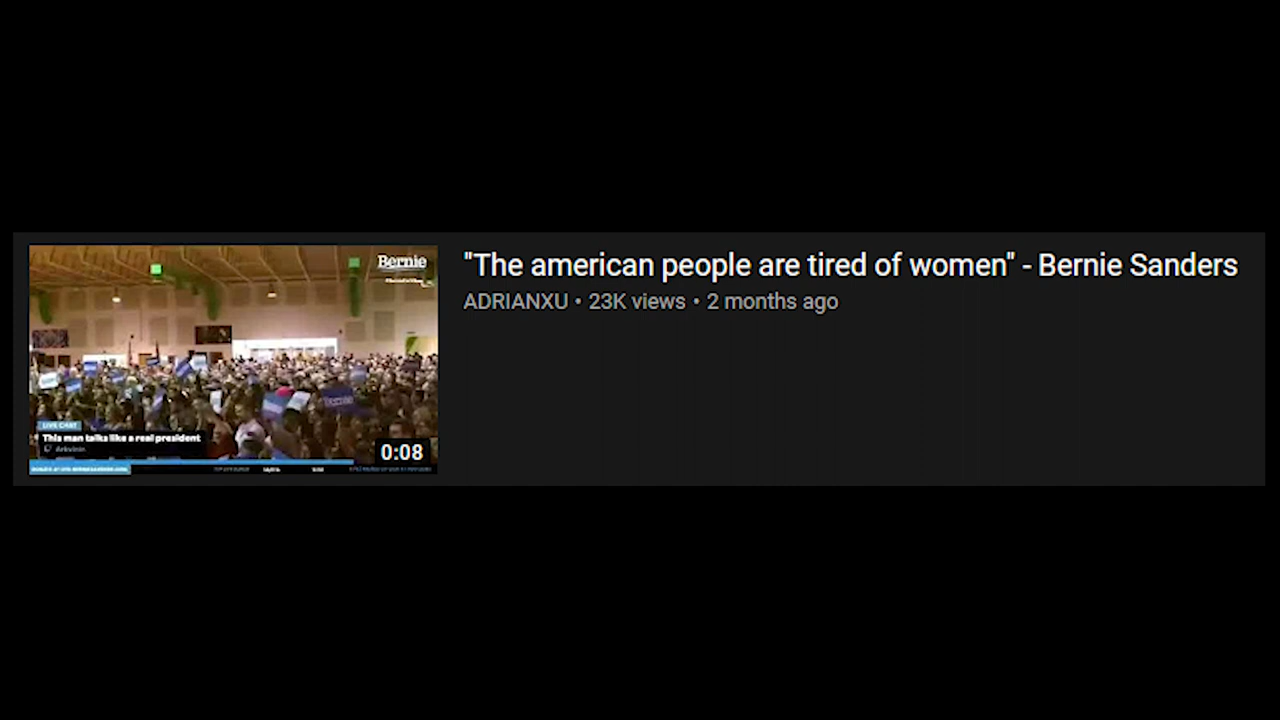 Bernie
"The american people are tired of women" - Bernie Sanders
ADRIANXU • 23K views • 2 months ago
LIVE CHAT
This man talks like a real president
0:08